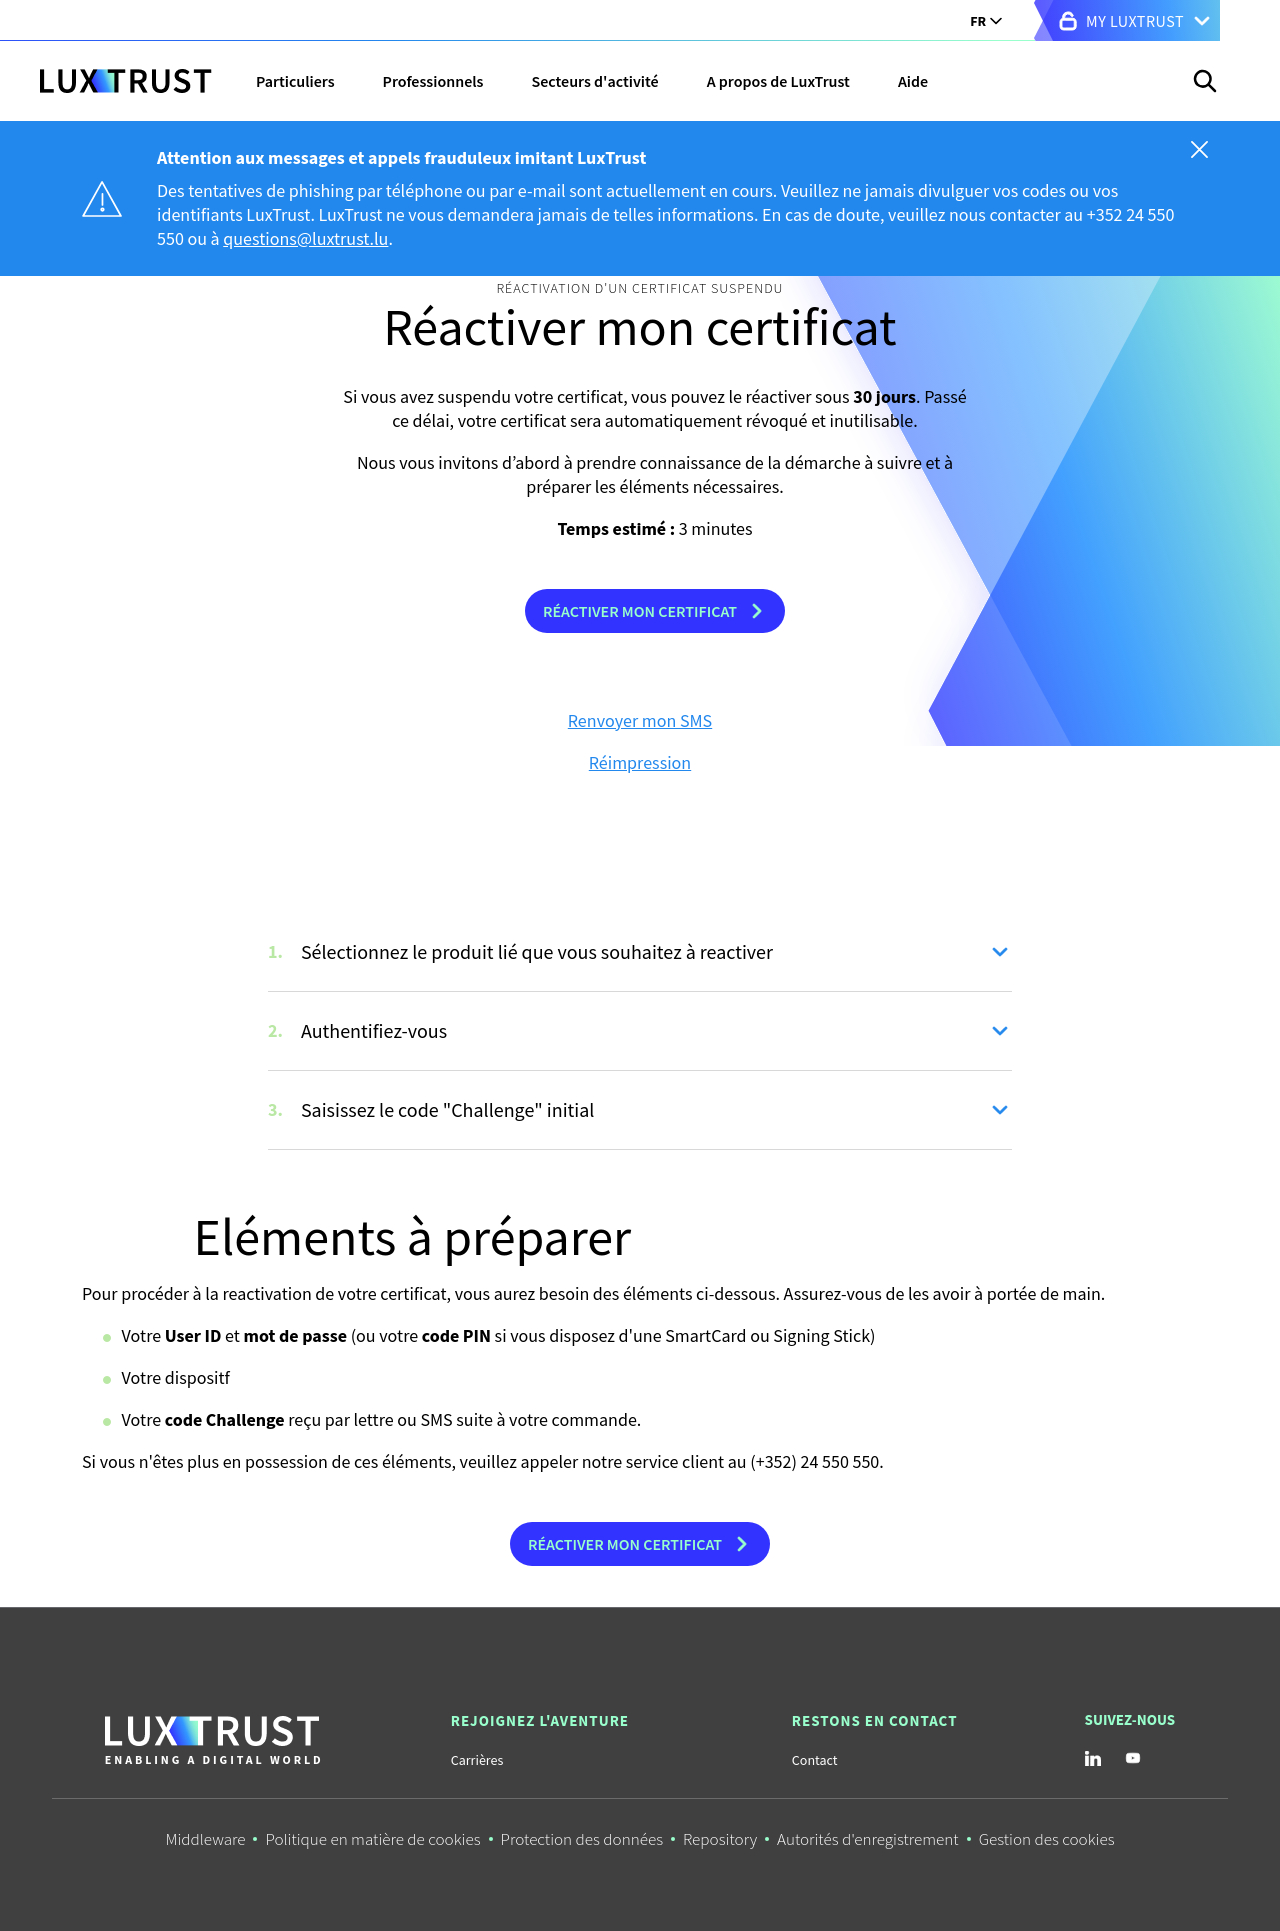 FR
MY LUXTRUST
LUXTRUST
Particuliers
Professionnels
Secteurs d'activité
A propos de LuxTrust
Aide
Attention aux messages et appels frauduleux imitant LuxTrust
Des tentatives de phishing par téléphone ou par e-mail sont actuellement en cours. Veuillez ne jamais divulguer vos codes ou vos
identifiants LuxTrust. LuxTrust ne vous demandera jamais de telles informations. En cas de doute, veuillez nous contacter au +352 24 550
550 ou à questions@luxtrust.lu.
RÉACTIVATION D'UN CERTIFICAT SUSPENDU
Réactiver mon certificat
Si vous avez suspendu votre certificat, vous pouvez le réactiver sous 30 jours. Passé
ce délai, votre certificat sera automatiquement révoqué et inutilisable.
Nous vous invitons d’abord à prendre connaissance de la démarche à suivre et à
préparer les éléments nécessaires.
Temps estimé : 3 minutes
RÉACTIVER MON CERTIFICAT
Renvoyer mon SMS
Réimpression
1. Sélectionnez le produit lié que vous souhaitez à reactiver
2. Authentifiez-vous
3. Saisissez le code "Challenge" initial
Eléments à préparer
Pour procéder à la reactivation de votre certificat, vous aurez besoin des éléments ci-dessous. Assurez-vous de les avoir à portée de main.
Votre User ID et mot de passe (ou votre code PIN si vous disposez d'une SmartCard ou Signing Stick)
Votre dispositf
Votre code Challenge reçu par lettre ou SMS suite à votre commande.
Si vous n'êtes plus en possession de ces éléments, veuillez appeler notre service client au (+352) 24 550 550.
RÉACTIVER MON CERTIFICAT
LUXTRUST
ENABLING A DIGITAL WORLD
REJOIGNEZ L'AVENTURE
Carrières
RESTONS EN CONTACT
Contact
SUIVEZ-NOUS
in
Middleware • Politique en matière de cookies • Protection des données • Repository • Autorités d'enregistrement • Gestion des cookies